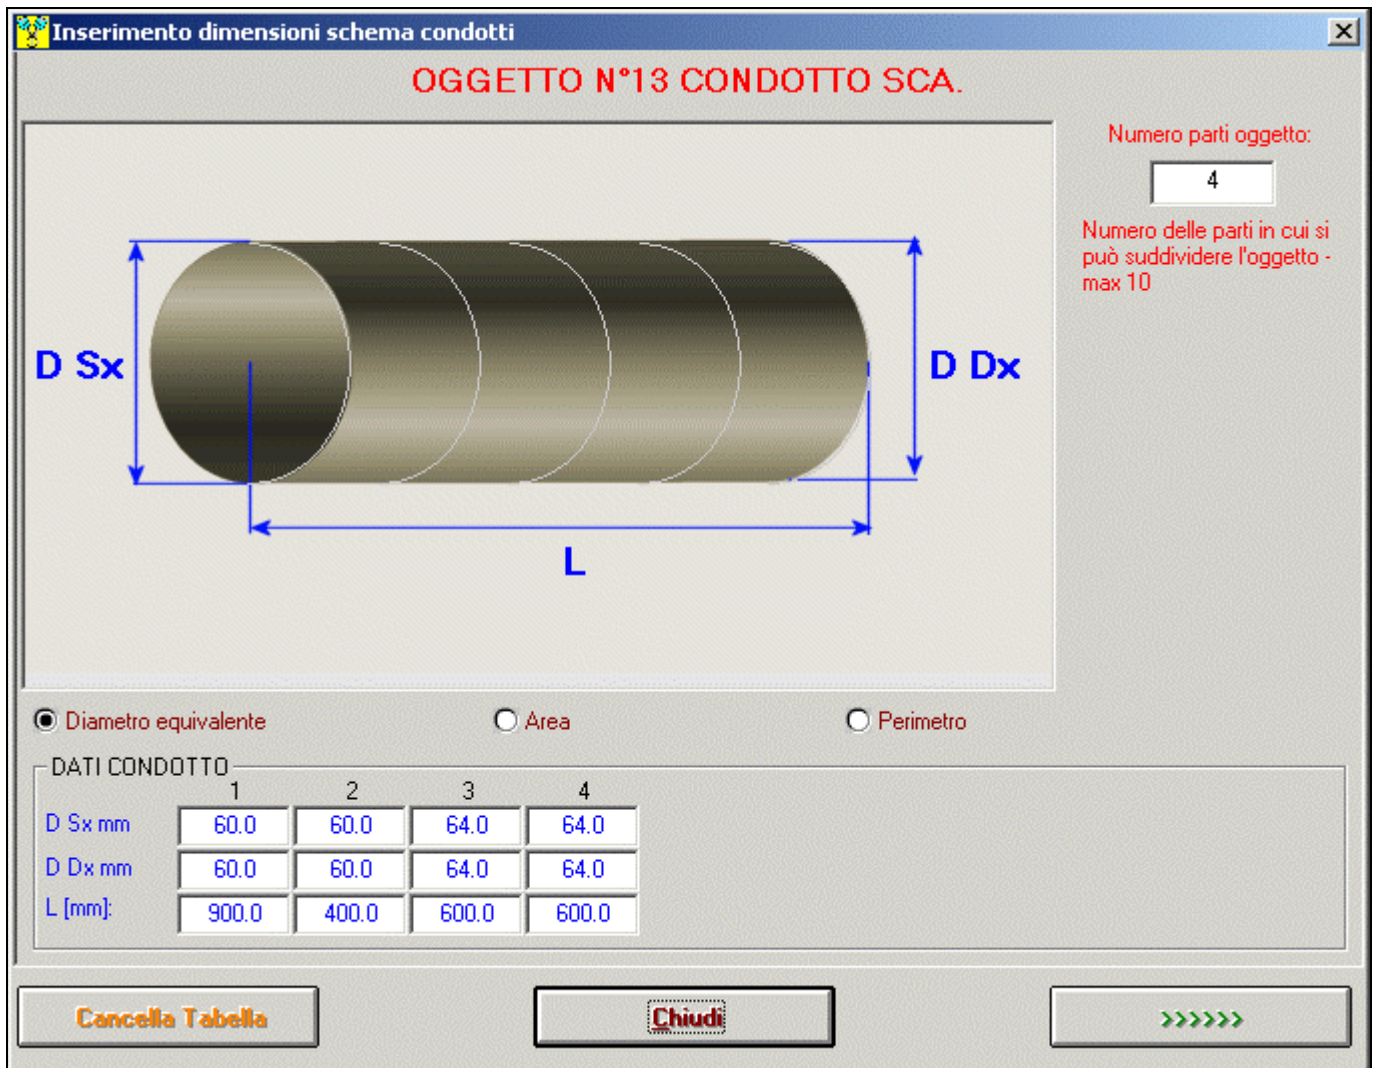 Inserimento dimensioni schema condotti
OGGETTO N°13 CONDOTTO SCA.
Numero parti oggetto:
4
Numero delle parti in cui si
può suddividere l'oggetto -
max 10
D Sx
D Dx
L
Diametro equivalente
Area
Perimetro
DATI CONDOTTO
1 2 3 4
D Sx mm 60.0 60.0 64.0 64.0
D Dx mm 60.0 60.0 64.0 64.0
L [mm]: 900.0 400.0 600.0 600.0
Cancella Tabella
Chiudi
>>>>>>